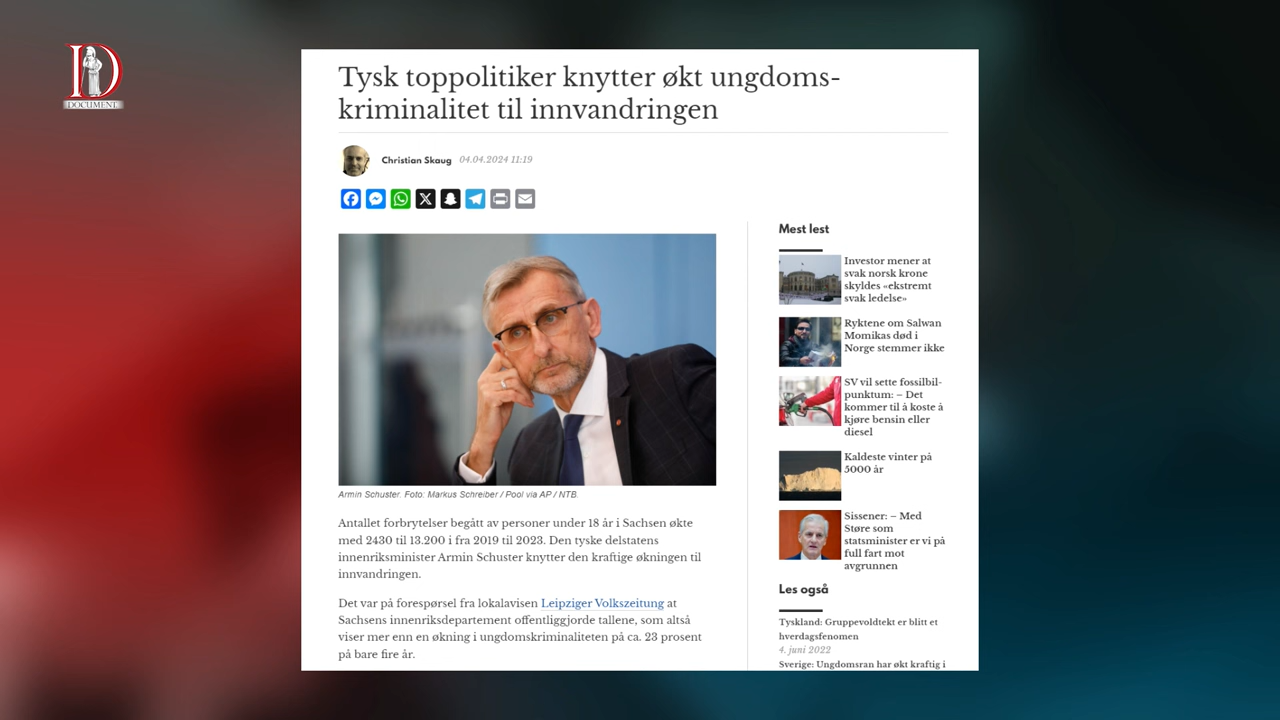 D
DOCUMENT
Tysk toppolitiker knytter økt ungdoms-
kriminalitet til innvandringen
Christian Skaug 04.04.2024 11:19
Armin Schuster. Foto: Markus Schreiber / Pool via AP / NTB.
Antallet forbrytelser begått av personer under 18 år i Sachsen økte
med 2430 til 13.200 i fra 2019 til 2023. Den tyske delstatens
innenriksminister Armin Schuster knytter den kraftige økningen til
innvandringen.
Det var på forespørsel fra lokalavisen Leipziger Volkszeitung at
Sachsens innenriksdepartement offentliggjorde tallene, som altså
viser mer enn en økning i ungdomskriminaliteten på ca. 23 prosent
på bare fire år.
Mest lest
Investor mener at
svak norsk krone
skyldes «ekstremt
svak ledelse»
Ryktene om Salwan
Momikas død i
Norge stemmer ikke
SV vil sette fossilbil-
punktum: – Det
kommer til å koste å
kjøre bensin eller
diesel
Kaldeste vinter på
5000 år
Sissener: – Med
Støre som
statsminister er vi på
full fart mot
avgrunnen
Les også
Tyskland: Gruppevoldtekt er blitt et
hverdagsfenomen
4. juni 2022
Sverige: Ungdomsran har økt kraftig i